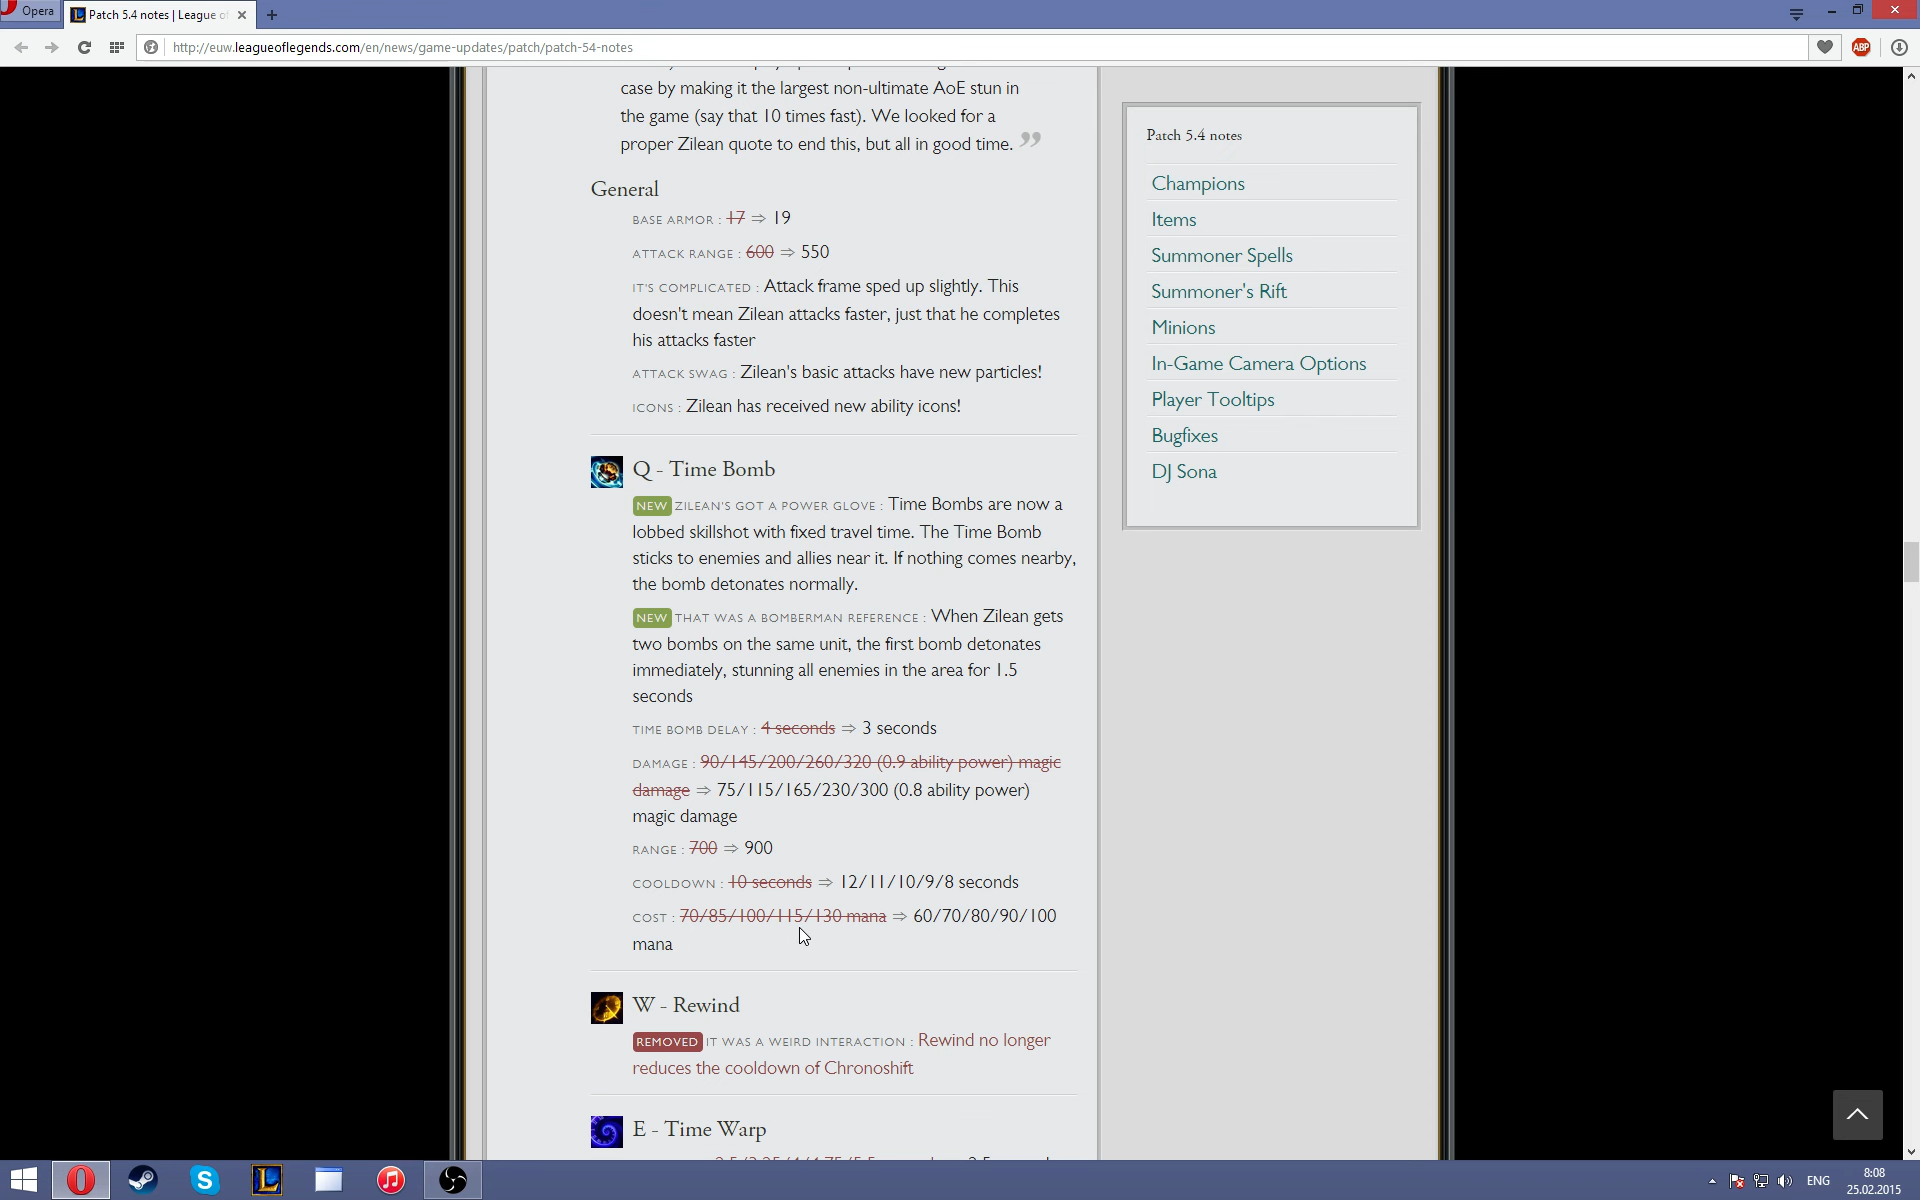 Opera
Patch 5.4 notes | League of
http://euw.leagueoflegends.com/en/news/game-updates/patch/patch-54-notes
ABP
case by making it the largest non-ultimate AoE stun in
the game (say that 10 times fast). We looked for a
proper Zilean quote to end this, but all in good time. ”
General
BASE ARMOR : 17 ⇒ 19
ATTACK RANGE : 600 ⇒ 550
IT'S COMPLICATED : Attack frame sped up slightly. This
doesn't mean Zilean attacks faster, just that he completes
his attacks faster
ATTACK SWAG : Zilean's basic attacks have new particles!
ICONS : Zilean has received new ability icons!
Q - Time Bomb
NEW ZILEAN'S GOT A POWER GLOVE : Time Bombs are now a
lobbed skillshot with fixed travel time. The Time Bomb
sticks to enemies and allies near it. If nothing comes nearby,
the bomb detonates normally.
NEW THAT WAS A BOMBERMAN REFERENCE : When Zilean gets
two bombs on the same unit, the first bomb detonates
immediately, stunning all enemies in the area for 1.5
seconds
TIME BOMB DELAY : 4 seconds ⇒ 3 seconds
DAMAGE : 90/145/200/260/320 (0.9 ability power) magic
damage ⇒ 75/115/165/230/300 (0.8 ability power)
magic damage
RANGE : 700 ⇒ 900
COOLDOWN : 10 seconds ⇒ 12/11/10/9/8 seconds
COST : 70/85/100/115/130 mana ⇒ 60/70/80/90/100
mana
W - Rewind
REMOVED IT WAS A WEIRD INTERACTION : Rewind no longer
reduces the cooldown of Chronoshift
E - Time Warp
Patch 5.4 notes
Champions
Items
Summoner Spells
Summoner's Rift
Minions
In-Game Camera Options
Player Tooltips
Bugfixes
DJ Sona
ENG
8:08
25.02.2015